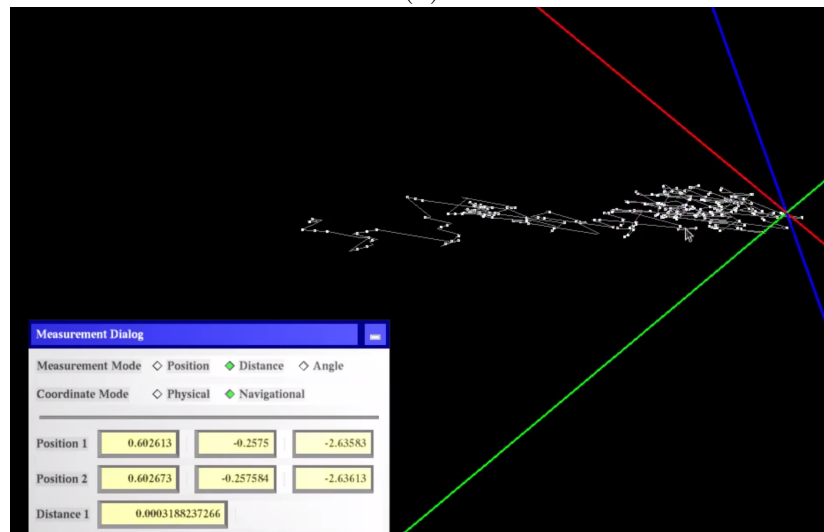 Measurement Dialog
Measurement Mode Position Distance Angle
Coordinate Mode Physical Navigational
Position 1 0.602613 -0.2575 -2.63583
Position 2 0.602673 -0.257584 -2.63613
Distance 1 0.0003188237266